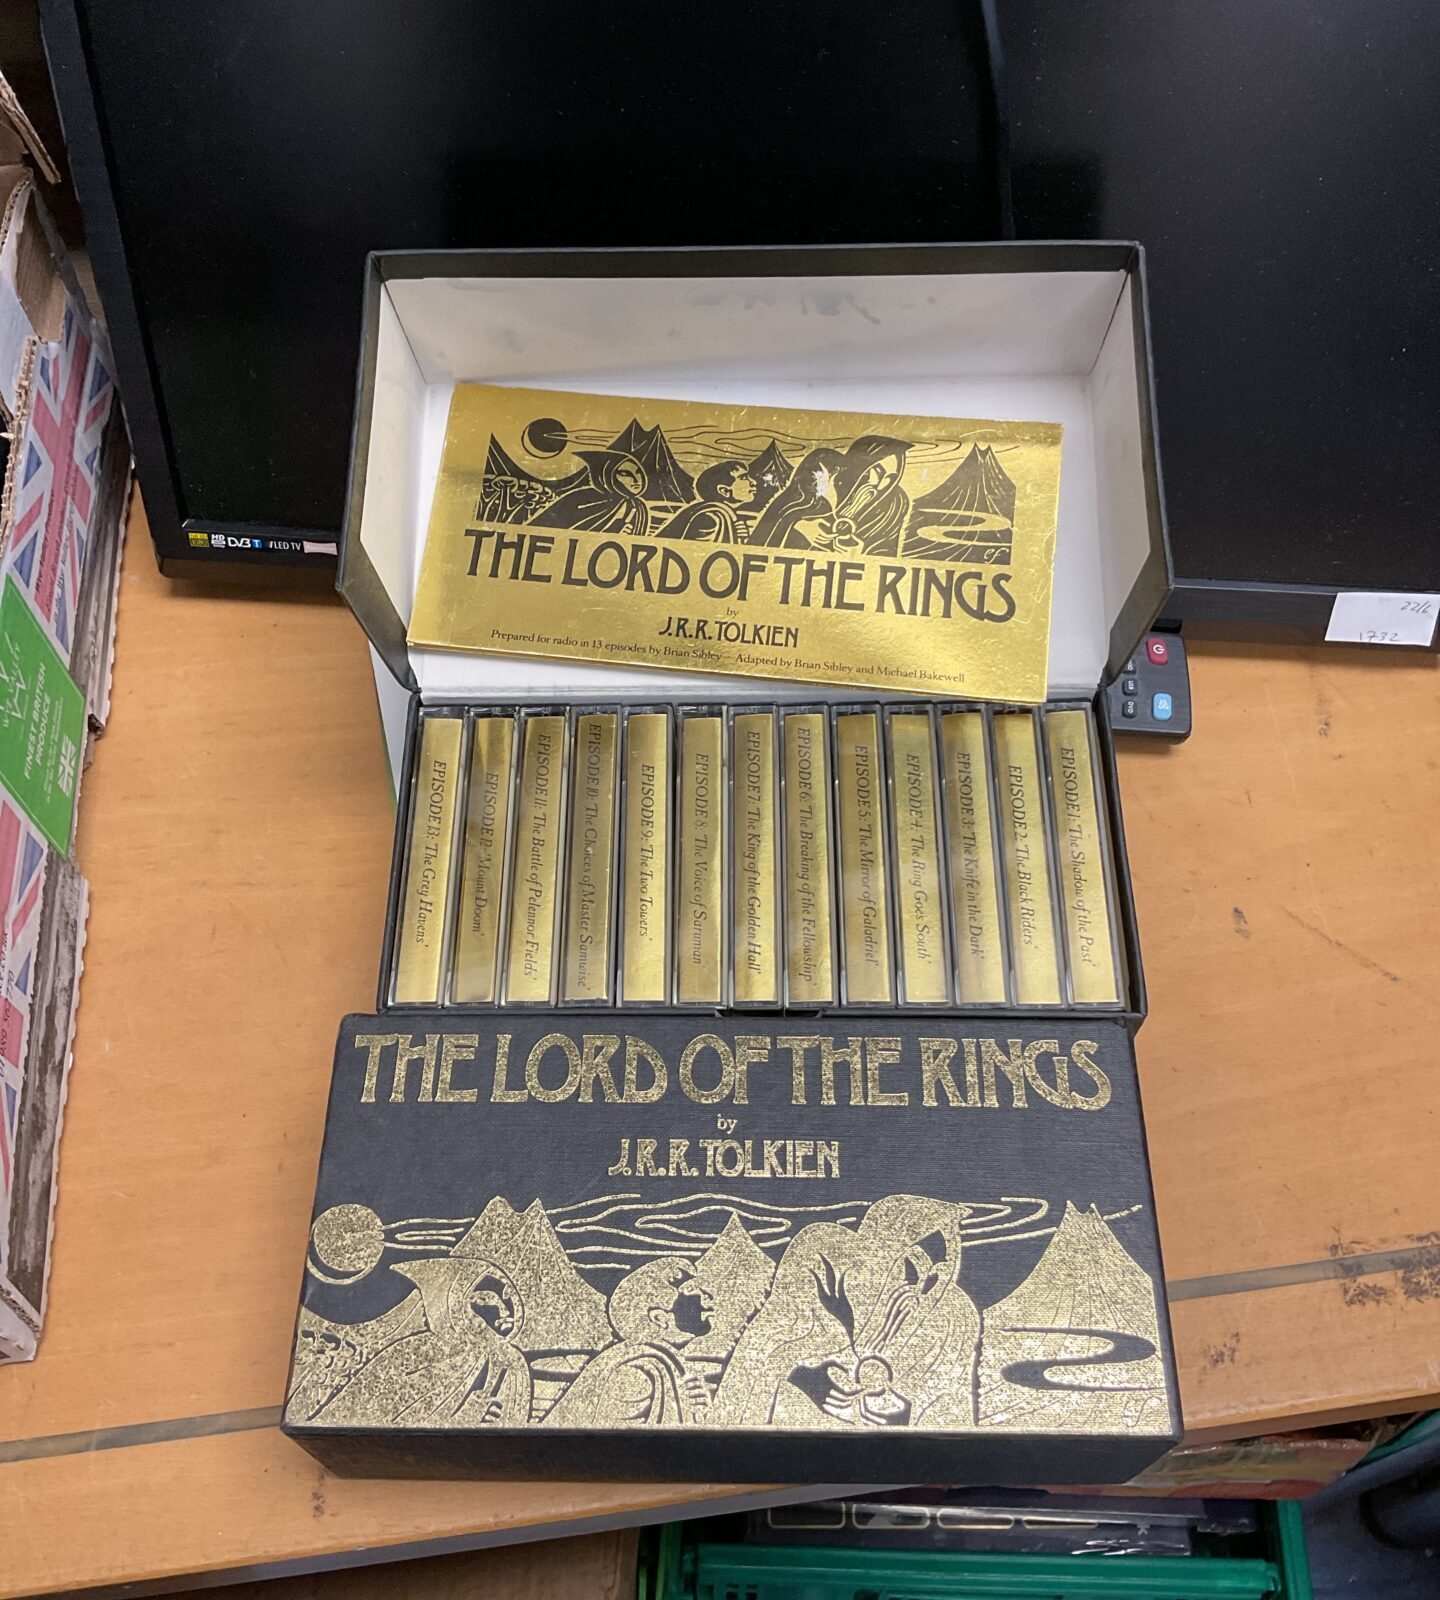 THE LORD OF THE RINGS
by
J.R.R. TOLKIEN
Prepared for radio in 13 episodes by Brian Sibley — Adapted by Brian Sibley and Michael Bakewell
EPISODE 13: 'The Grey Havens'
EPISODE 12: 'Mount Doom'
EPISODE 11: 'The Battle of Pelennor Fields'
EPISODE 10: 'The Choices of Master Samwise'
EPISODE 9: 'The Two Towers'
EPISODE 8: 'The Voice of Saruman
EPISODE 7: 'The King of the Golden Hall'
EPISODE 6: 'The Breaking of the Fellowship'
EPISODE 5: 'The Mirror of Galadriel'
EPISODE 4: 'The Ring Goes South'
EPISODE 3: 'The Knife in the Dark'
EPISODE 2: 'The Black Riders'
EPISODE 1: 'The Shadow of the Past'
THE LORD OF THE RINGS
by
J.R.R. TOLKIEN
HD DVB T /LED TV
22/6
1732
FINEST BRITISH
PRODUCE
DVD